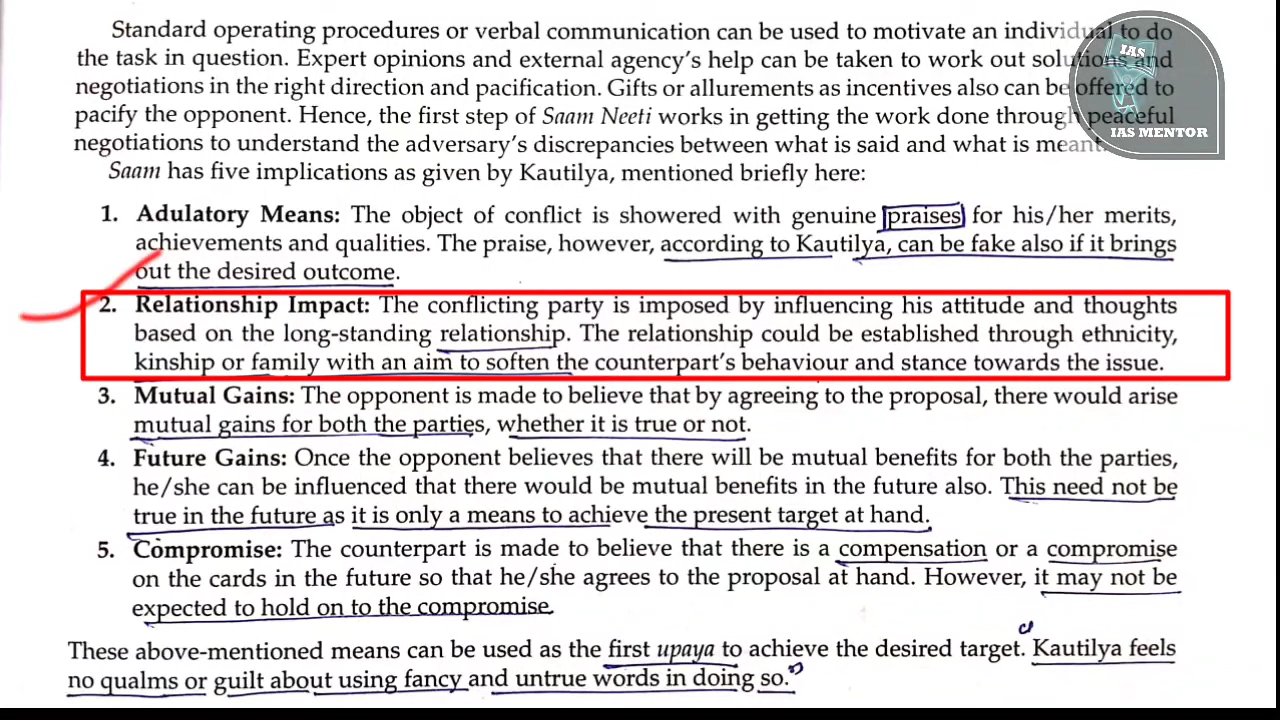 Standard operating procedures or verbal communication can be used to motivate an individual to do
the task in question. Expert opinions and external agency's help can be taken to work out solutions and
negotiations in the right direction and pacification. Gifts or allurements as incentives also can be offered to
pacify the opponent. Hence, the first step of Saam Neeti works in getting the work done through peaceful
negotiations to understand the adversary's discrepancies between what is said and what is meant.
IAS
IAS MENTOR
Saam has five implications as given by Kautilya, mentioned briefly here:
1. Adulatory Means: The object of conflict is showered with genuine praises for his/her merits,
achievements and qualities. The praise, however, according to Kautilya, can be fake also if it brings
out the desired outcome.
2. Relationship Impact: The conflicting party is imposed by influencing his attitude and thoughts
based on the long-standing relationship. The relationship could be established through ethnicity,
kinship or family with an aim to soften the counterpart's behaviour and stance towards the issue.
3. Mutual Gains: The opponent is made to believe that by agreeing to the proposal, there would arise
mutual gains for both the parties, whether it is true or not.
4. Future Gains: Once the opponent believes that there will be mutual benefits for both the parties,
he/she can be influenced that there would be mutual benefits in the future also. This need not be
true in the future as it is only a means to achieve the present target at hand.
5. Compromise: The counterpart is made to believe that there is a compensation or a compromise
on the cards in the future so that he/she agrees to the proposal at hand. However, it may not be
expected to hold on to the compromise.
These above-mentioned means can be used as the first upaya to achieve the desired target. Kautilya feels
no qualms or guilt about using fancy and untrue words in doing so.